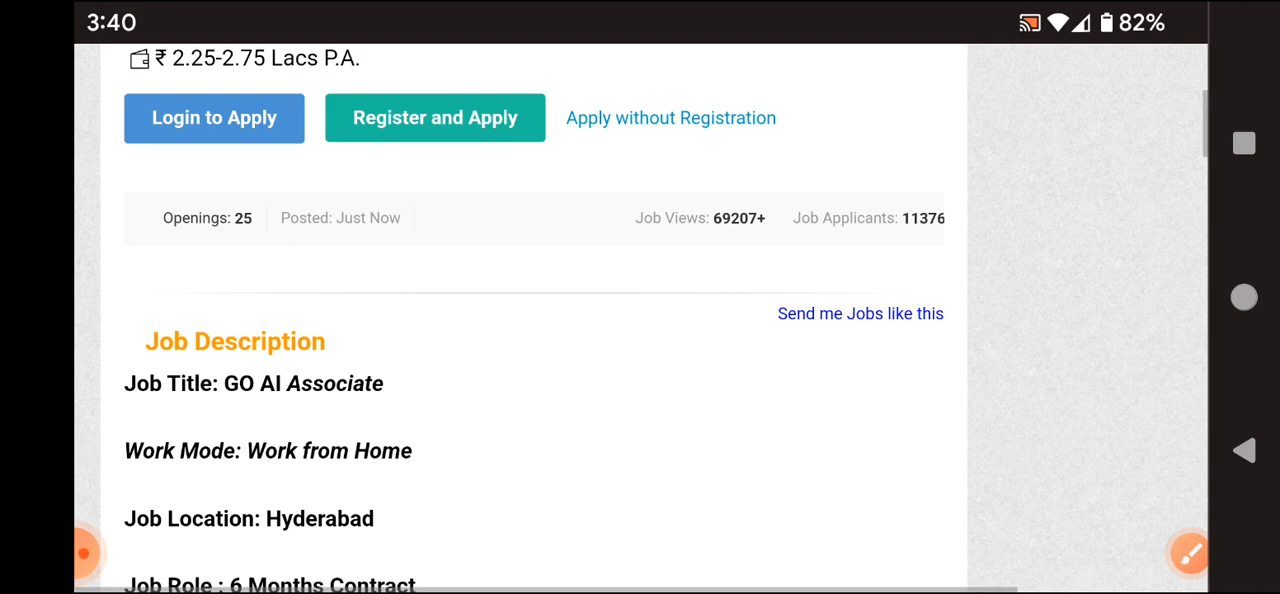 3:40
82%
₹ 2.25-2.75 Lacs P.A.
Login to Apply Register and Apply Apply without Registration
Openings: 25 Posted: Just Now Job Views: 69207+ Job Applicants: 11376
Send me Jobs like this
Job Description
Job Title: GO AI Associate
Work Mode: Work from Home
Job Location: Hyderabad
Job Role : 6 Months Contract